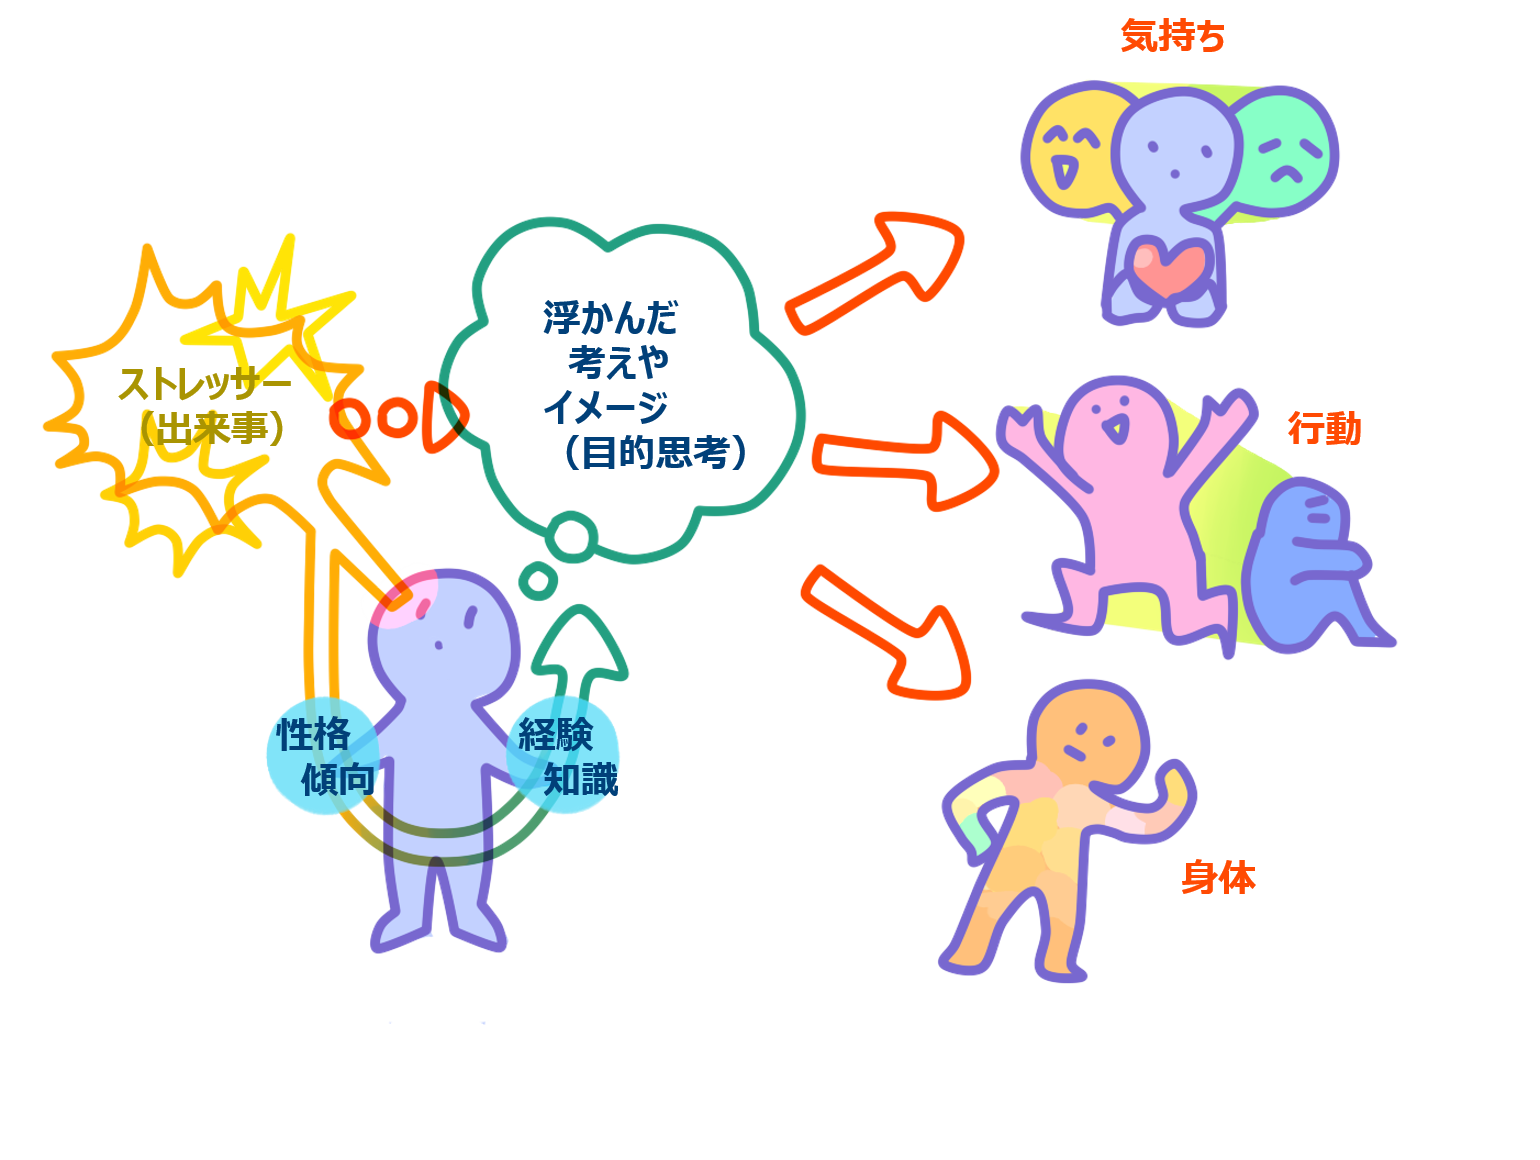 気持ち
ストレッサー
（出来事）
浮かんだ
考えや
イメージ
（目的思考）
行動
性格
傾向
経験
知識
身体